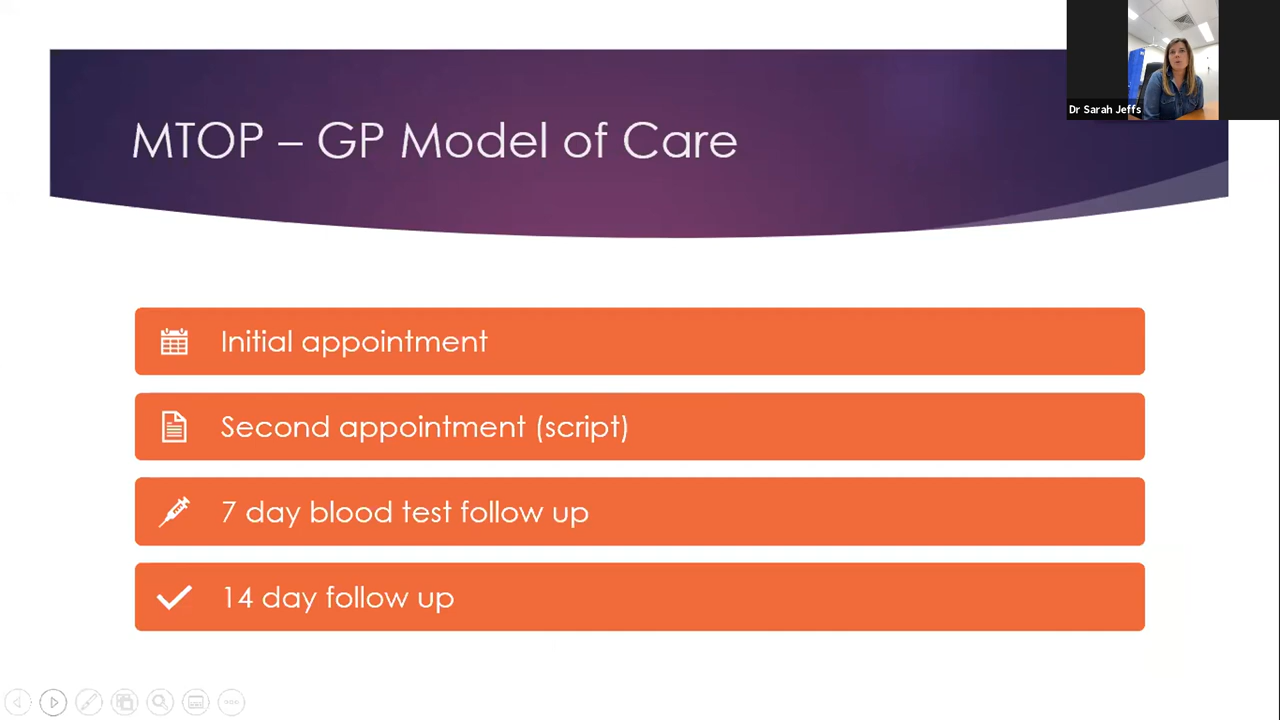 Dr Sarah Jeffs
MTOP – GP Model of Care
Initial appointment
Second appointment (script)
7 day blood test follow up
14 day follow up